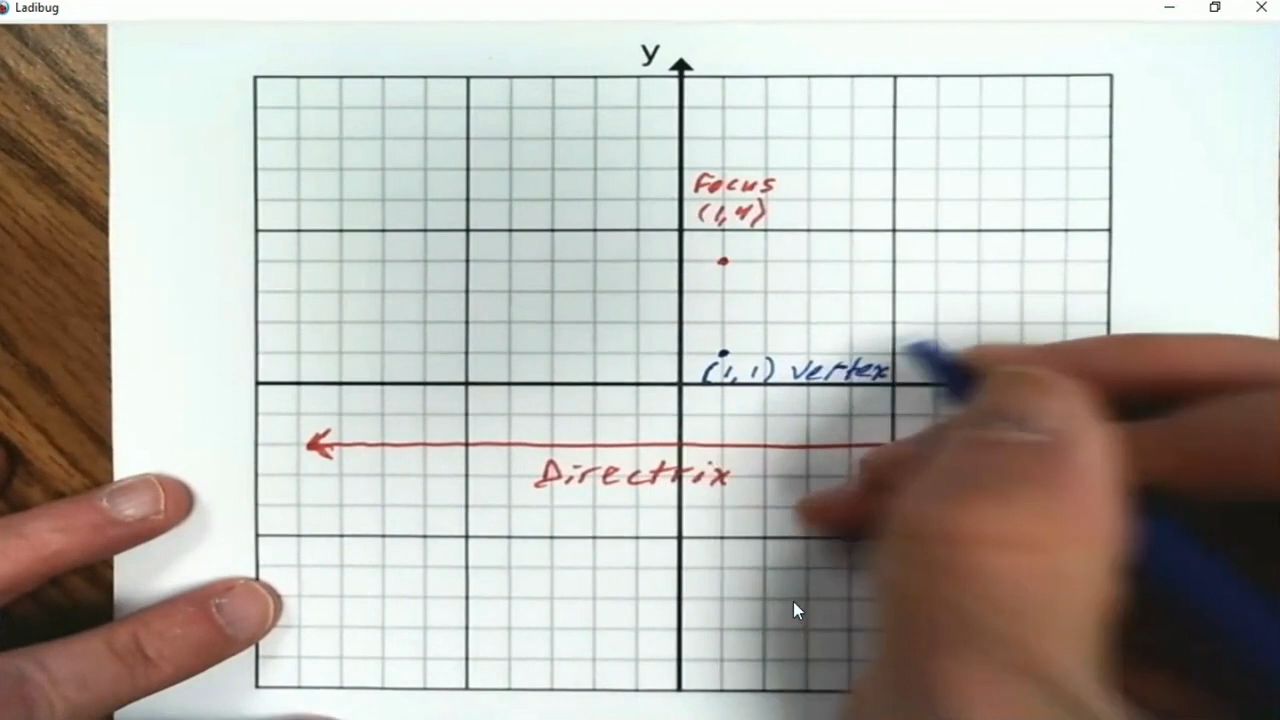 Ladibug
y
Focus
(1,4)
(1,1) vertex
Directrix